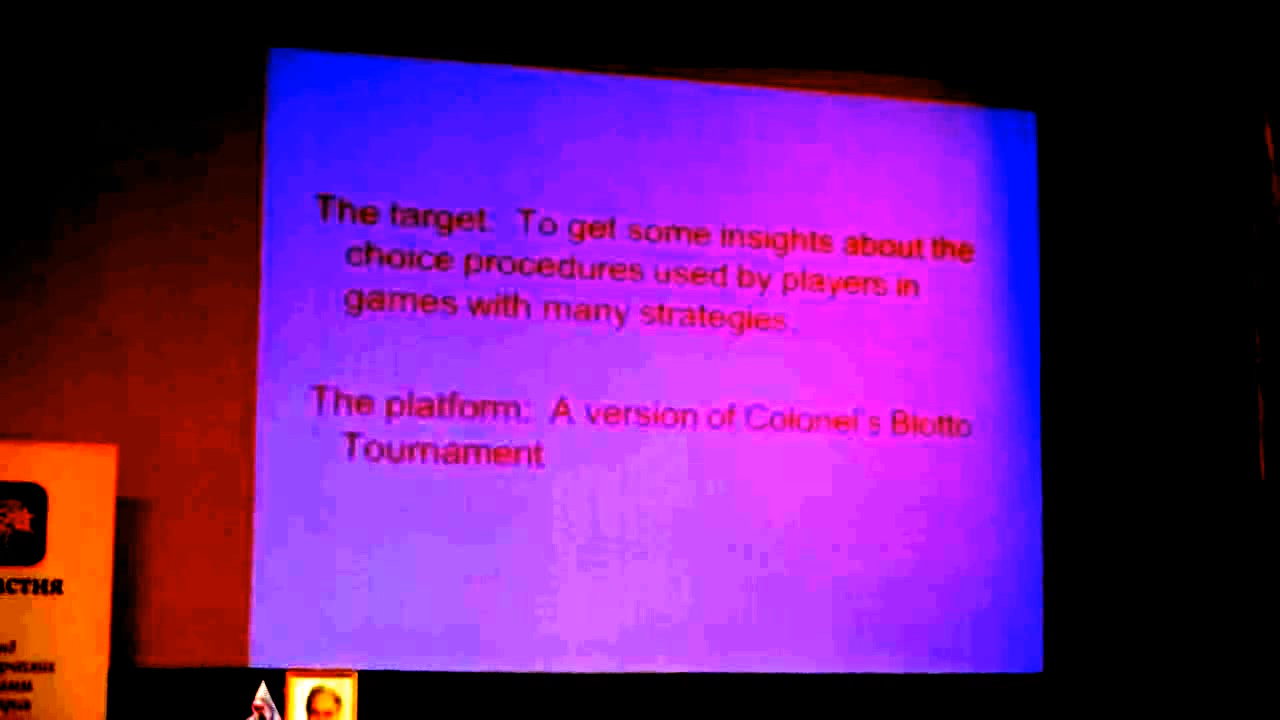 The target: To get some insights about the
choice procedures used by players in
games with many strategies.
The platform: A version of Colonel's Blotto
Tournament